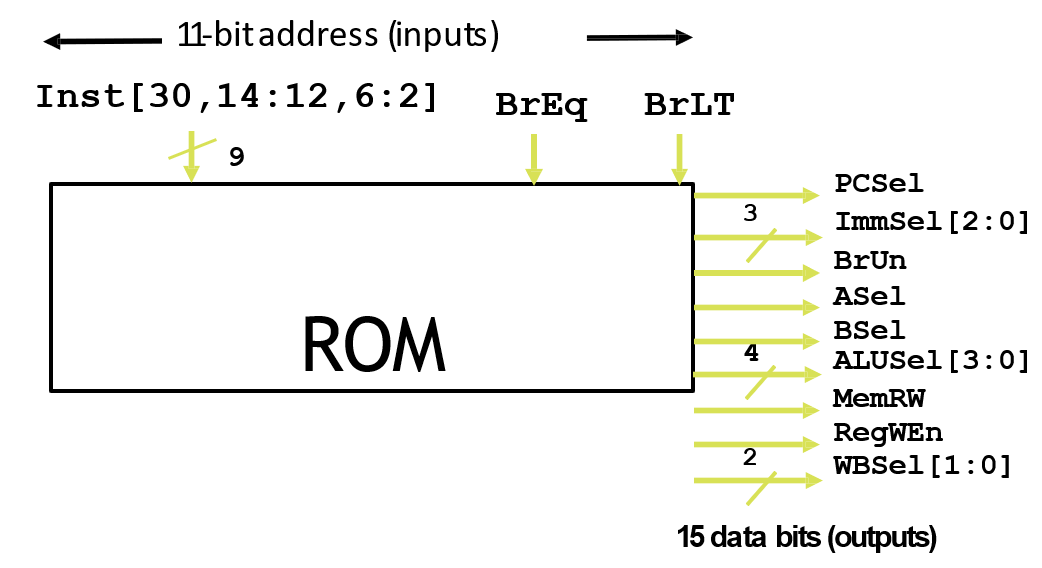 11-bit address (inputs)
Inst[30,14:12,6:2]
BrEq
BrLT
9
PCSel
3
ImmSel[2:0]
BrUn
ASel
BSel
ROM
4
ALUSel[3:0]
MemRW
RegWEn
2
WBSel[1:0]
15 data bits (outputs)